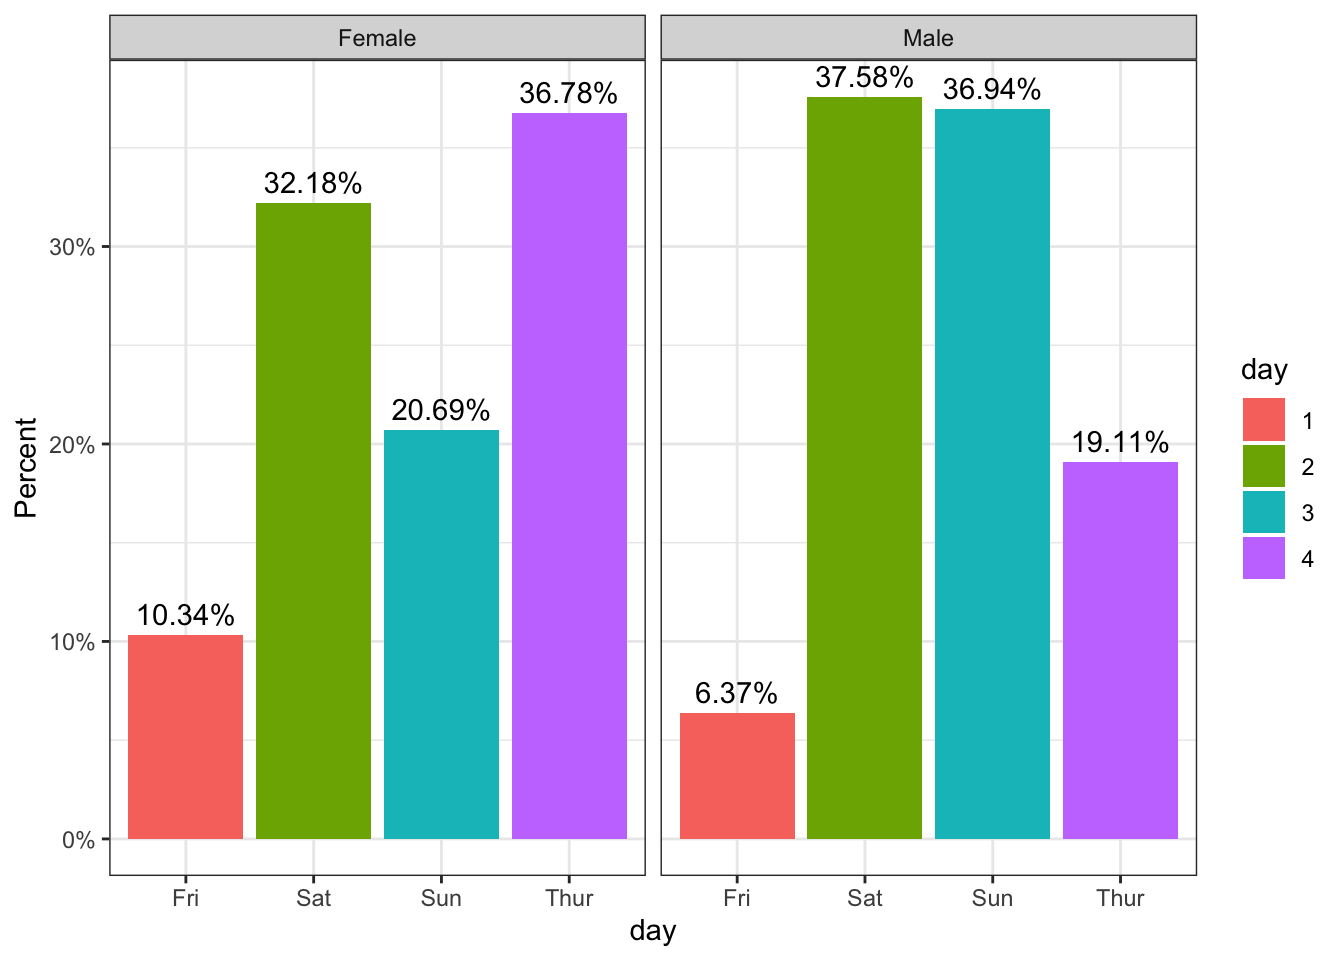 Female
Male
36.78%
37.58%
36.94%
32.18%
20.69%
19.11%
10.34%
6.37%
30%
20%
10%
0%
Percent
Fri
Sat
Sun
Thur
Fri
Sat
Sun
Thur
day
day
1
2
3
4